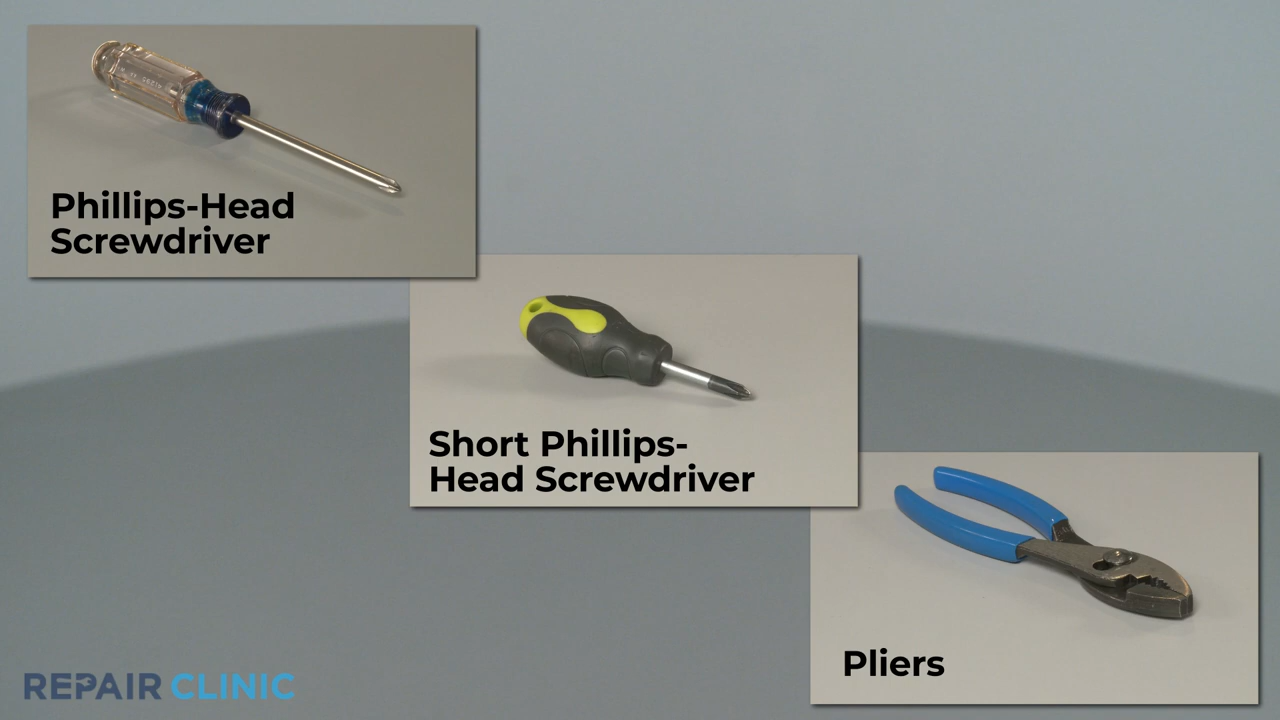 Phillips-Head
Screwdriver
Short Phillips-
Head Screwdriver
Pliers
REPAIR CLINIC